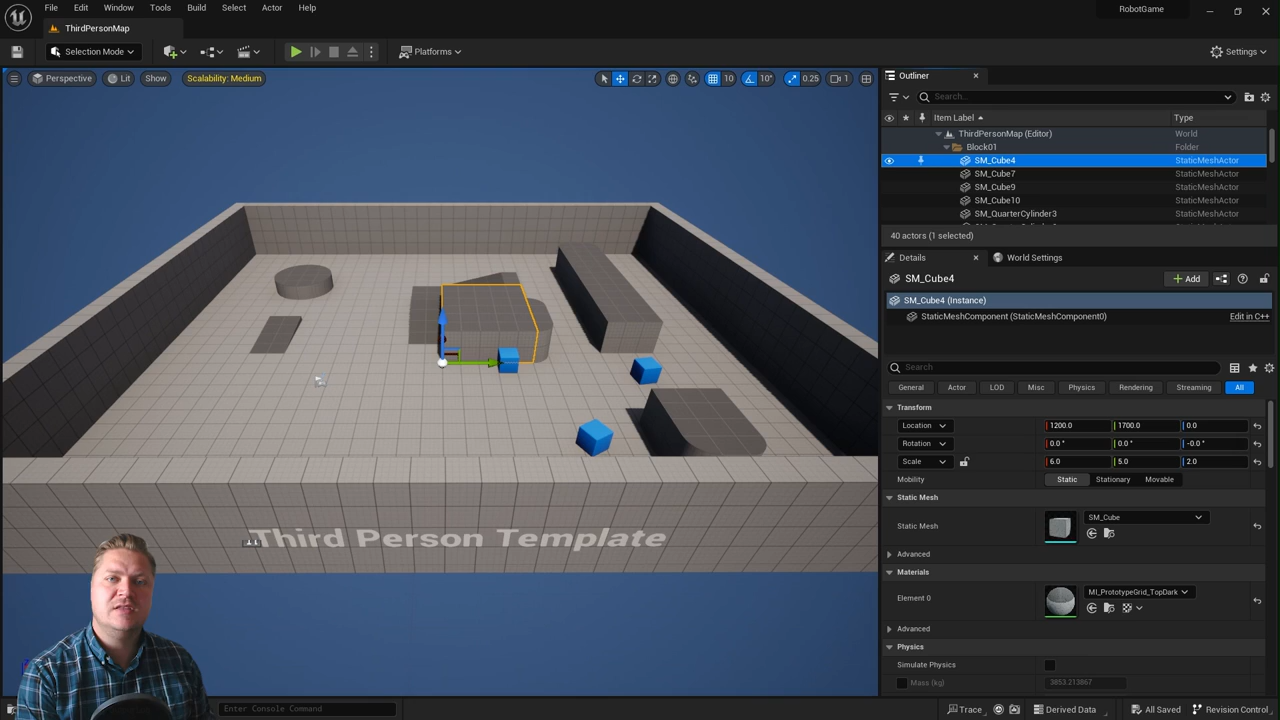 File Edit Window Tools Build Select Actor Help
RobotGame
ThirdPersonMap
Selection Mode
Platforms
Settings
Perspective Lit Show Scalability: Medium
10 10° 0.25 1
Outliner
Search...
Item Label Type
ThirdPersonMap (Editor) World
Block01 Folder
SM_Cube4 StaticMeshActor
SM_Cube7 StaticMeshActor
SM_Cube9 StaticMeshActor
SM_Cube10 StaticMeshActor
SM_QuarterCylinder3 StaticMeshActor
40 actors (1 selected)
Details World Settings
SM_Cube4
Add
SM_Cube4 (Instance)
StaticMeshComponent (StaticMeshComponent0) Edit in C++
Search
General Actor LOD Misc Physics Rendering Streaming All
Transform
Location 1200.0 1700.0 0.0
Rotation 0.0 ° 0.0 ° -0.0 °
Scale 6.0 5.0 2.0
Mobility Static Stationary Movable
Static Mesh
Static Mesh SM_Cube
Advanced
Materials
Element 0 MI_PrototypeGrid_TopDark
Advanced
Physics
Simulate Physics
Mass (kg) 3853.213867
Third Person Template
Enter Console Command
Trace Derived Data All Saved Revision Control